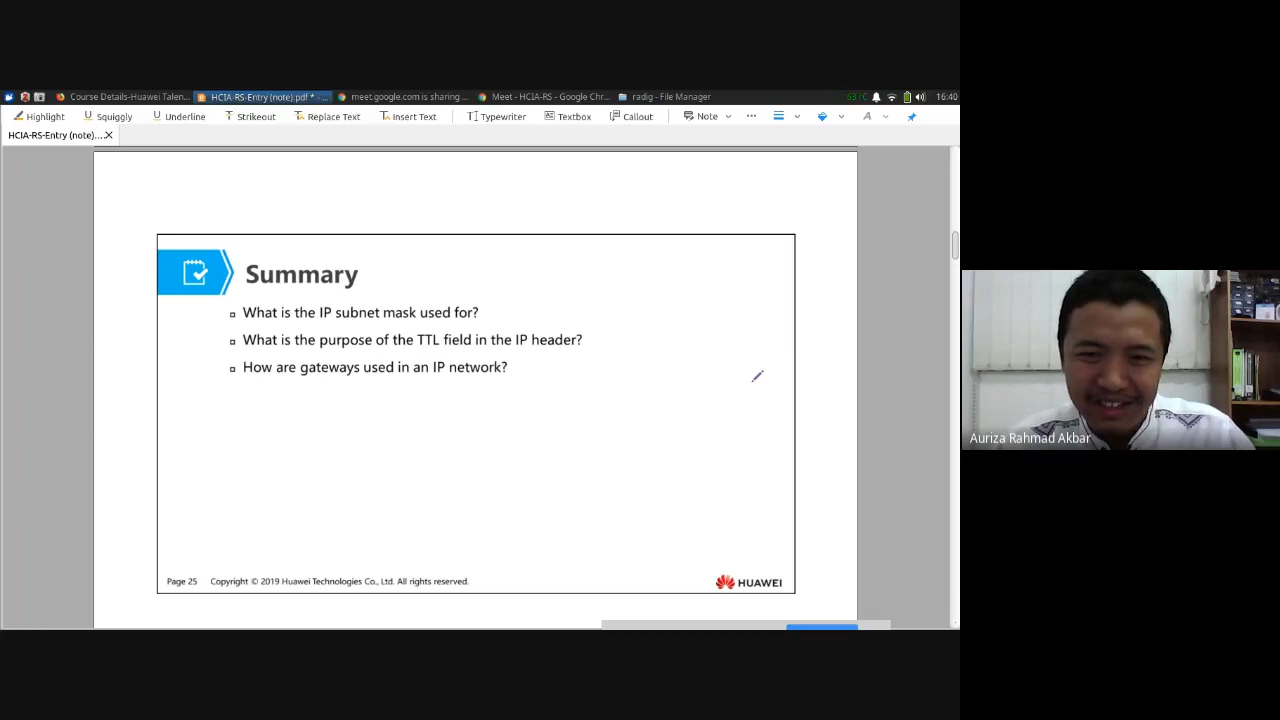 Course Details-Huawei Talen...
HCIA-RS-Entry (note).pdf * -...
meet.google.com is sharing ...
Meet - HCIA-RS - Google Chr...
radig - File Manager
63°C
16:40
Highlight
Squiggly
Underline
Strikeout
Replace Text
Insert Text
Typewriter
Textbox
Callout
Note
HCIA-RS-Entry (note)....
Summary
What is the IP subnet mask used for?
What is the purpose of the TTL field in the IP header?
How are gateways used in an IP network?
Page 25 Copyright © 2019 Huawei Technologies Co., Ltd. All rights reserved.
HUAWEI
Auriza Rahmad Akbar